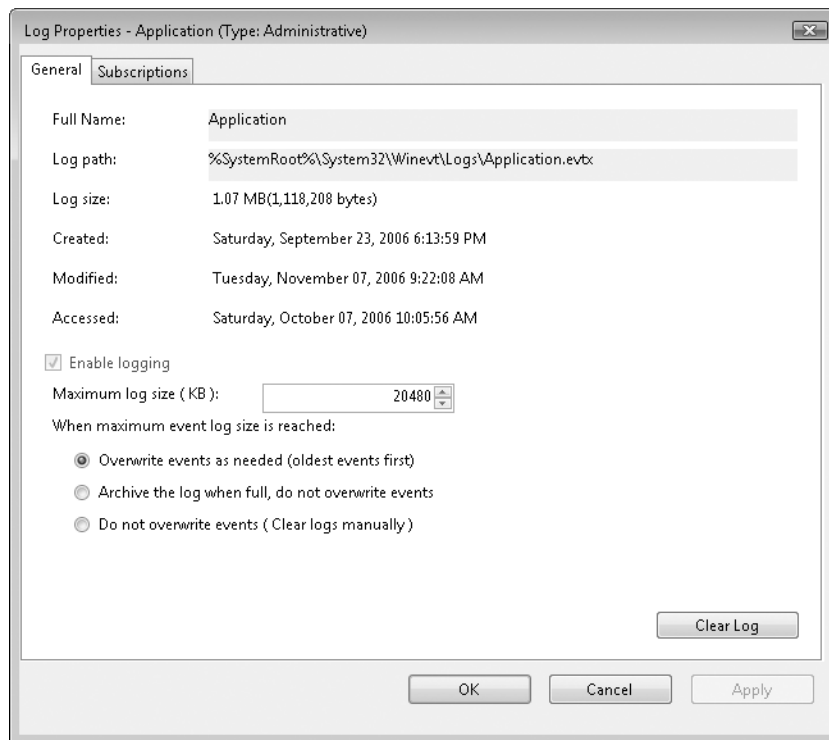 Log Properties - Application (Type: Administrative)
General
Subscriptions
Full Name:
Application
Log path:
%SystemRoot%\System32\Winevt\Logs\Application.evtx
Log size:
1.07 MB(1,118,208 bytes)
Created:
Saturday, September 23, 2006 6:13:59 PM
Modified:
Tuesday, November 07, 2006 9:22:08 AM
Accessed:
Saturday, October 07, 2006 10:05:56 AM
Enable logging
Maximum log size ( KB ):
20480
When maximum event log size is reached:
Overwrite events as needed (oldest events first)
Archive the log when full, do not overwrite events
Do not overwrite events ( Clear logs manually )
Clear Log
OK
Cancel
Apply